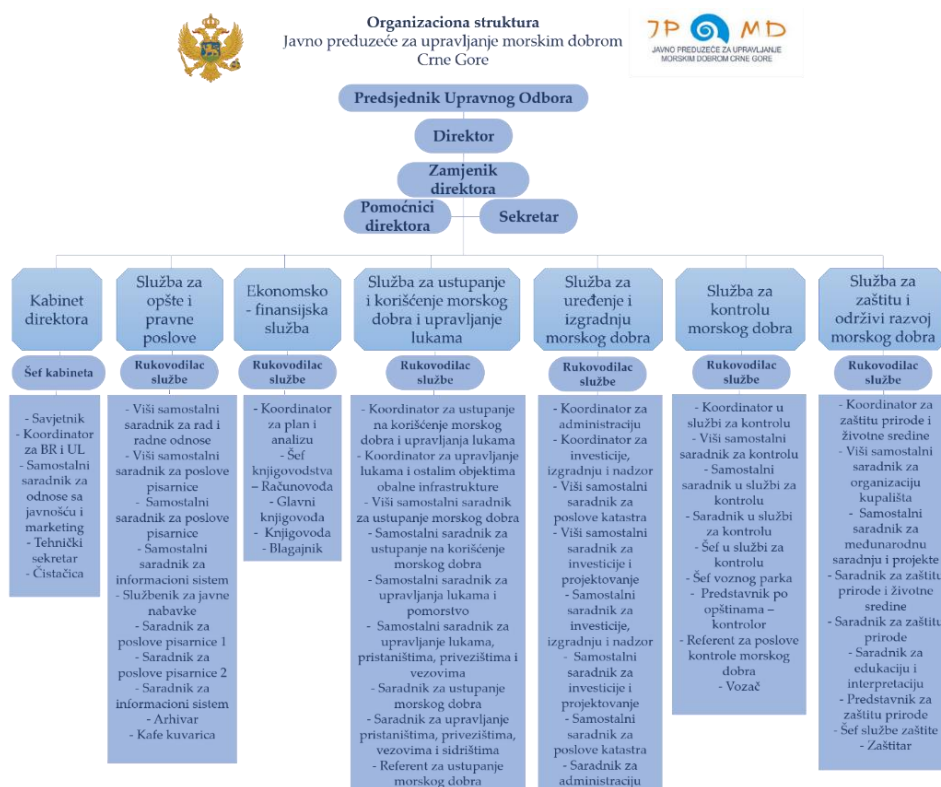 Organizaciona struktura
Javno preduzeće za upravljanje morskim dobrom
Crne Gore
JP MD
JAVNO PREDUZEĆE ZA UPRAVLJANJE
MORSKIM DOBROM CRNE GORE
Predsjednik Upravnog Odbora
Direktor
Zamjenik
direktora
Pomoćnici
direktora
Sekretar
Kabinet
direktora
Šef kabineta
- Savjetnik
- Koordinator
za BR i UL
- Samostalni
saradnik za
odnose sa
javnošću i
marketing
- Tehnički
sekretar
- Čistačica
Služba za
opšte i
pravne
poslove
Rukovodilac
službe
- Viši samostalni
saradnik za rad i
radne odnose
- Viši samostalni
saradnik za poslove
pisarnice
- Samostalni
saradnik za poslove
pisarnice
- Samostalni
saradnik za
informacioni sistem
- Službenik za javne
nabavke
- Saradnik za
poslove pisarnice 1
- Saradnik za
poslove pisarnice 2
- Saradnik za
informacioni sistem
- Arhivar
- Kafe kuvarica
Ekonomsko
- finansijska
služba
Rukovodilac
službe
- Koordinator
za plan i
analizu
- Šef
knjigovodstva
– Računovođa
- Glavni
knjigovođa
- Knjigovođa
- Blagajnik
Služba za ustupanje
i korišćenje morskog
dobra i upravljanje
lukama
Rukovodilac
službe
- Koordinator za ustupanje
na korišćenje morskog
dobra i upravljanja lukama
- Koordinator za upravljanje
lukama i ostalim objektima
obalne infrastrukture
- Viši samostalni saradnik
za ustupanje morskog dobra
- Samostalni saradnik za
ustupanje na korišćenje
morskog dobra
- Samostalni saradnik za
upravljanja lukama i
pomorstvo
- Samostalni saradnik za
upravljanje lukama,
pristaništima, privezištima i
vezovima
- Saradnik za ustupanje
morskog dobra
- Saradnik za upravljanje
pristaništima, privezištima,
vezovima i sidrištima
- Referent za ustupanje
morskog dobra
Služba za
uređenje i
izgradnju
morskog dobra
Rukovodilac
službe
- Koordinator za
administraciju
- Koordinator za
investicije,
izgradnju i nadzor
- Viši samostalni
saradnik za
poslove katastra
- Viši samostalni
saradnik za
investicije i
projektovanje
- Samostalni
saradnik za
investicije,
izgradnju i nadzor
- Samostalni
saradnik za
investicije i
projektovanje
- Samostalni
saradnik za
poslove katastra
- Saradnik za
administraciju
Služba za
kontrolu
morskog dobra
Rukovodilac
službe
- Koordinator u
službi za kontrolu
- Viši samostalni
saradnik za kontrolu
- Samostalni
saradnik u službi za
kontrolu
- Saradnik u službi
za kontrolu
- Šef u službi za
kontrolu
- Šef voznog parka
- Predstavnik po
opštinama –
kontrolor
- Referent za poslove
kontrole morskog
dobra
- Vozač
Služba za
zaštitu i
održivi razvoj
morskog dobra
Rukovodilac
službe
- Koordinator za
zaštitu prirode i
životne sredine
- Viši samostalni
saradnik za
organizaciju
kupališta
- Samostalni
saradnik za
međunarodnu
saradnju i projekte
- Saradnik za zaštitu
prirode i životne
sredine
- Saradnik za zaštitu
prirode
- Saradnik za
edukaciju i
interpretaciju
- Predstavnik za
zaštitu prirode
- Šef službe zaštite
- Zaštitar